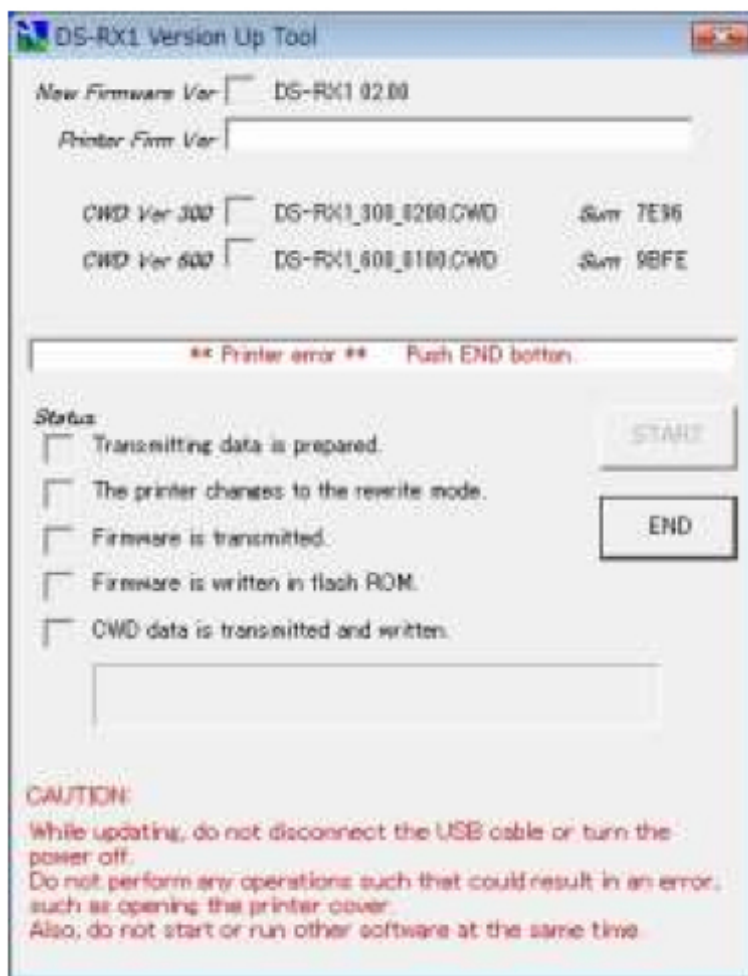 DS-RX1 Version Up Tool
New Firmware Ver DS-RX1 02.00
Printer Firm Ver
CWD Ver 300 DS-RX1_300_0200.CWD Sum 7E96
CWD Ver 600 DS-RX1_600_0100.CWD Sum 9BFE
** Printer error ** Push END botton.
Status
Transmitting data is prepared.
START
The printer changes to the rewrite mode.
END
Firmware is transmitted.
Firmware is written in flash ROM.
CWD data is transmitted and written.
CAUTION:
While updating, do not disconnect the USB cable or turn the
power off.
Do not perform any operations such that could result in an error,
such as opening the printer cover.
Also, do not start or run other software at the same time.